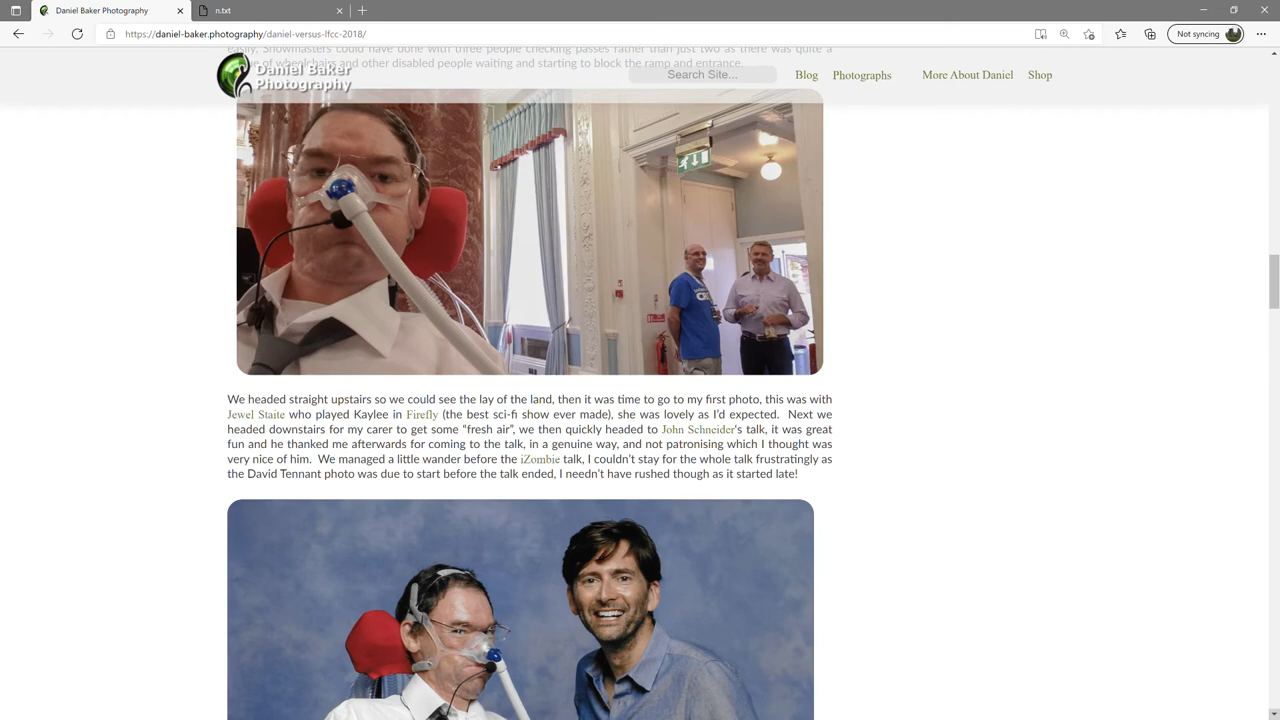 Daniel Baker Photography
n.txt
https://daniel-baker.photography/daniel-versus-lfcc-2018/
Not syncing
easily. Showmasters could have done with three people checking passes rather than just two as there was quite a
of wheelchairs and other disabled people waiting and starting to block the ramp and entrance.
Daniel Baker
Photography
Search Site...
Blog
Photographs
More About Daniel
Shop
We headed straight upstairs so we could see the lay of the land, then it was time to go to my first photo, this was with
Jewel Staite who played Kaylee in Firefly (the best sci-fi show ever made), she was lovely as I'd expected. Next we
headed downstairs for my carer to get some “fresh air”, we then quickly headed to John Schneider's talk, it was great
fun and he thanked me afterwards for coming to the talk, in a genuine way, and not patronising which I thought was
very nice of him. We managed a little wander before the iZombie talk, I couldn't stay for the whole talk frustratingly as
the David Tennant photo was due to start before the talk ended, I needn't have rushed though as it started late!